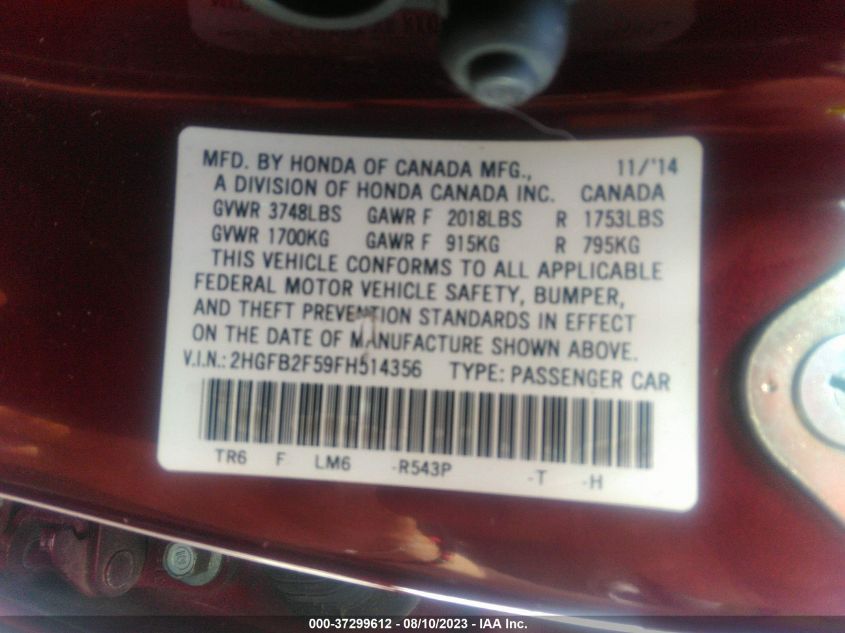 MFD. BY HONDA OF CANADA MFG., 11/'14
A DIVISION OF HONDA CANADA INC. CANADA
GVWR 3748LBS GAWR F 2018LBS R 1753LBS
GVWR 1700KG GAWR F 915KG R 795KG
THIS VEHICLE CONFORMS TO ALL APPLICABLE
FEDERAL MOTOR VEHICLE SAFETY, BUMPER,
AND THEFT PREVENTION STANDARDS IN EFFECT
ON THE DATE OF MANUFACTURE SHOWN ABOVE.
V.I.N.: 2HGFB2F59FH514356 TYPE: PASSENGER CAR
TR6 F LM6 -R543P -T -H
000-37299612 - 08/10/2023 - IAA Inc.